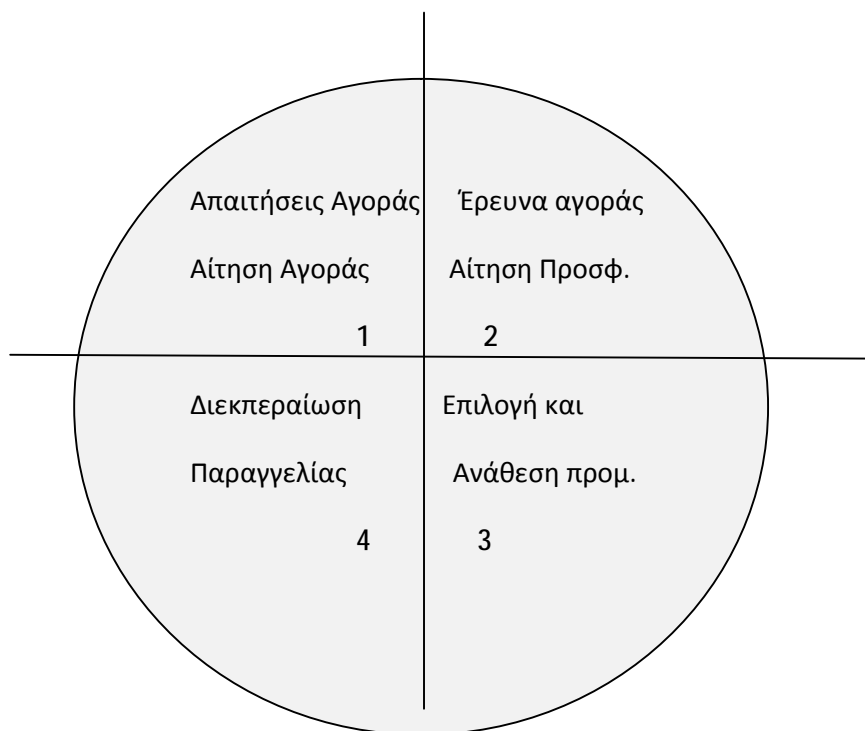 Απαιτήσεις Αγοράς
Αίτηση Αγοράς
1
Έρευνα αγοράς
Αίτηση Προσφ.
2
Επιλογή και
Ανάθεση προμ.
3
Διεκπεραίωση
Παραγγελίας
4